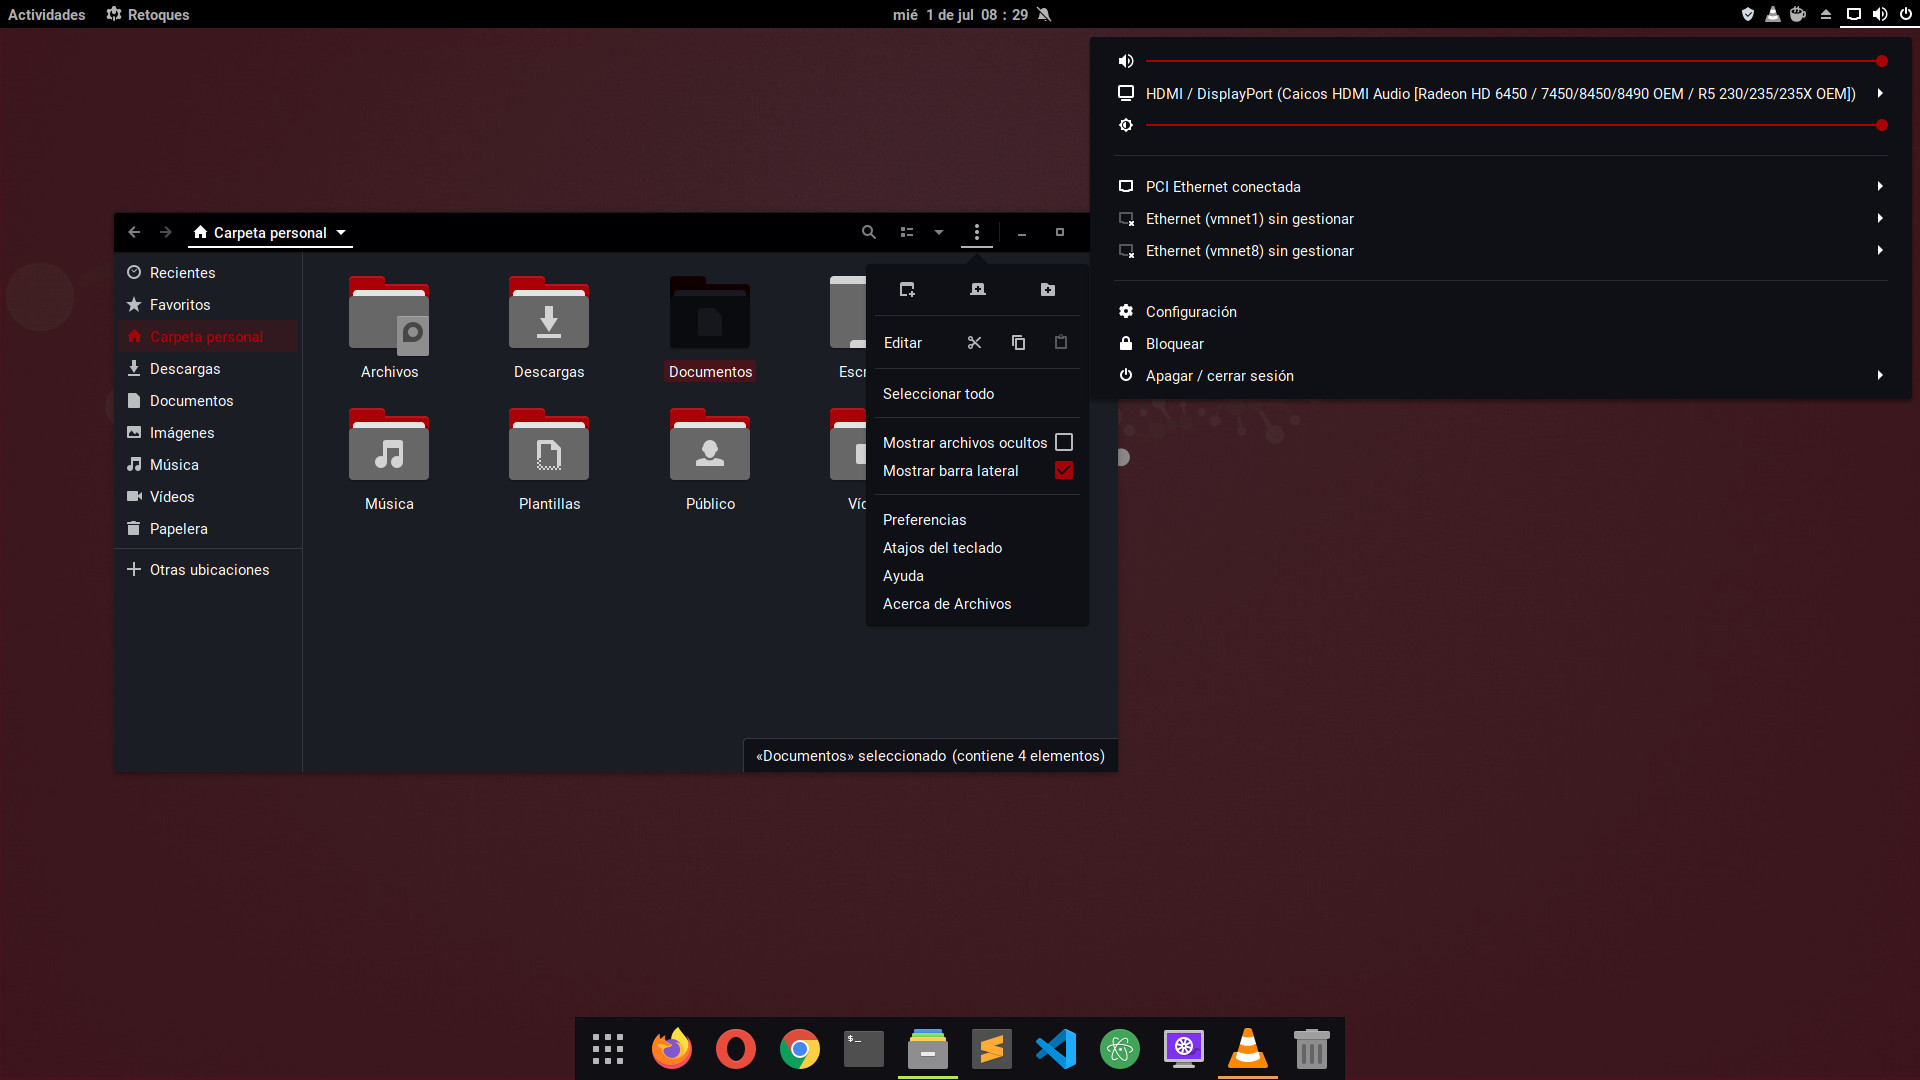 Actividades
Retoques
mié 1 de jul 08 : 29
HDMI / DisplayPort (Caicos HDMI Audio [Radeon HD 6450 / 7450/8450/8490 OEM / R5 230/235/235X OEM])
PCI Ethernet conectada
Ethernet (vmnet1) sin gestionar
Ethernet (vmnet8) sin gestionar
Configuración
Bloquear
Apagar / cerrar sesión
Carpeta personal
Recientes
Favoritos
Carpeta personal
Descargas
Documentos
Imágenes
Música
Vídeos
Papelera
Otras ubicaciones
Archivos
Descargas
Documentos
Escr
Música
Plantillas
Público
Víd
Editar
Seleccionar todo
Mostrar archivos ocultos
Mostrar barra lateral
Preferencias
Atajos del teclado
Ayuda
Acerca de Archivos
«Documentos» seleccionado (contiene 4 elementos)
$_